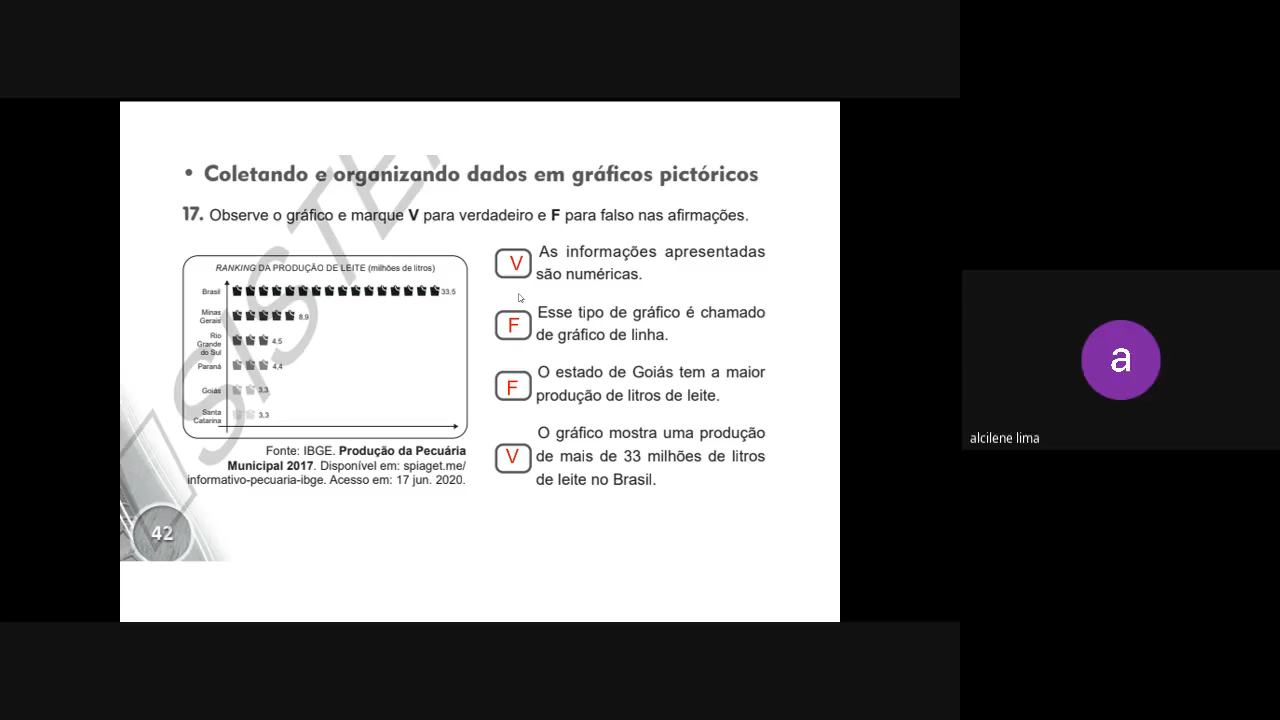 • Coletando e organizando dados em gráficos pictóricos
17. Observe o gráfico e marque V para verdadeiro e F para falso nas afirmações.
RANKING DA PRODUÇÃO DE LEITE (milhões de litros)
Brasil 33,5
Minas
Gerais 8,9
Rio
Grande
do Sul 4,5
Paraná 4,4
Goiás 3,3
Santa
Catarina 3,3
Fonte: IBGE. Produção da Pecuária
Municipal 2017. Disponível em: spiaget.me/
informativo-pecuaria-ibge. Acesso em: 17 jun. 2020.
V As informações apresentadas
são numéricas.
F Esse tipo de gráfico é chamado
de gráfico de linha.
F O estado de Goiás tem a maior
produção de litros de leite.
V O gráfico mostra uma produção
de mais de 33 milhões de litros
de leite no Brasil.
42
SISTE
a
alcilene lima